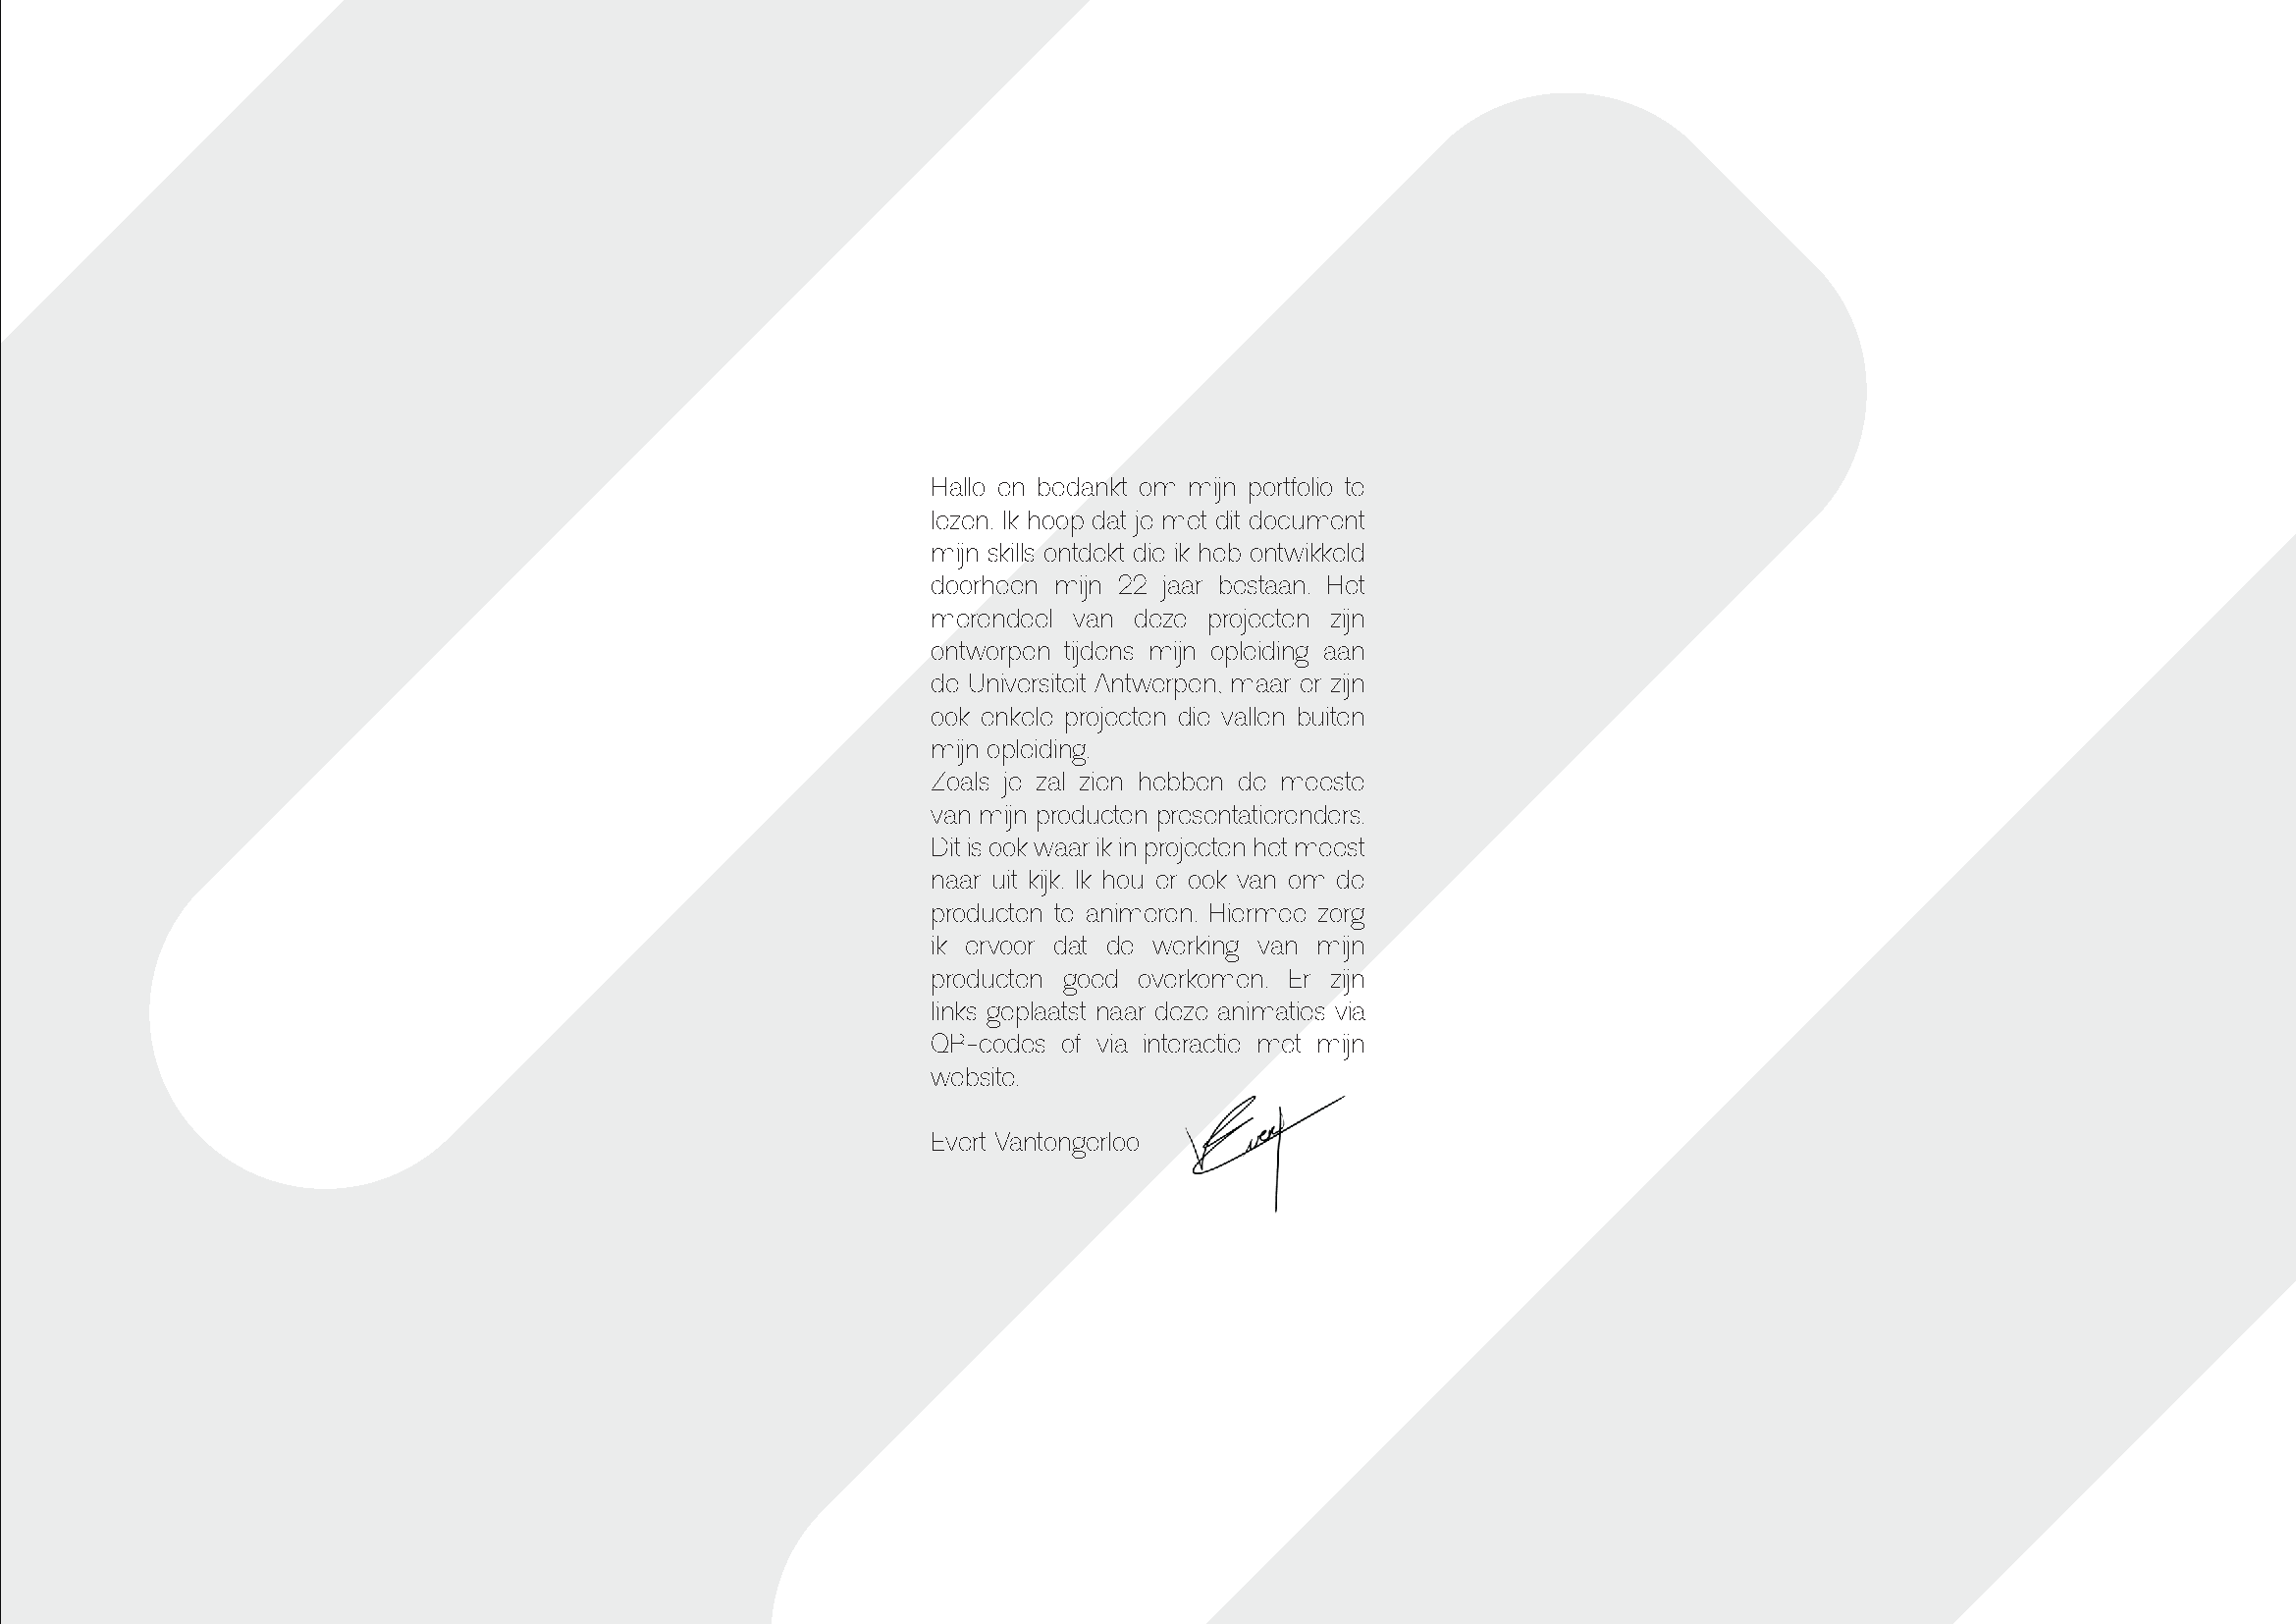 Hallo en bedankt om mijn portfolio te
lezen. Ik hoop dat je met dit document
mijn skills ontdekt die ik heb ontwikkeld
doorheen mijn 22 jaar bestaan. Het
merendeel van deze projecten zijn
ontworpen tijdens mijn opleiding aan
de Universiteit Antwerpen, maar er zijn
ook enkele projecten die vallen buiten
mijn opleiding.
Zoals je zal zien hebben de meeste
van mijn producten presentatierenders.
Dit is ook waar ik in projecten het meest
naar uit kijk. Ik hou er ook van om de
producten te animeren. Hiermee zorg
ik ervoor dat de werking van mijn
producten goed overkomen. Er zijn
links geplaatst naar deze animaties via
QR-codes of via interactie met mijn
website.
Evert Vantongerloo
Evert